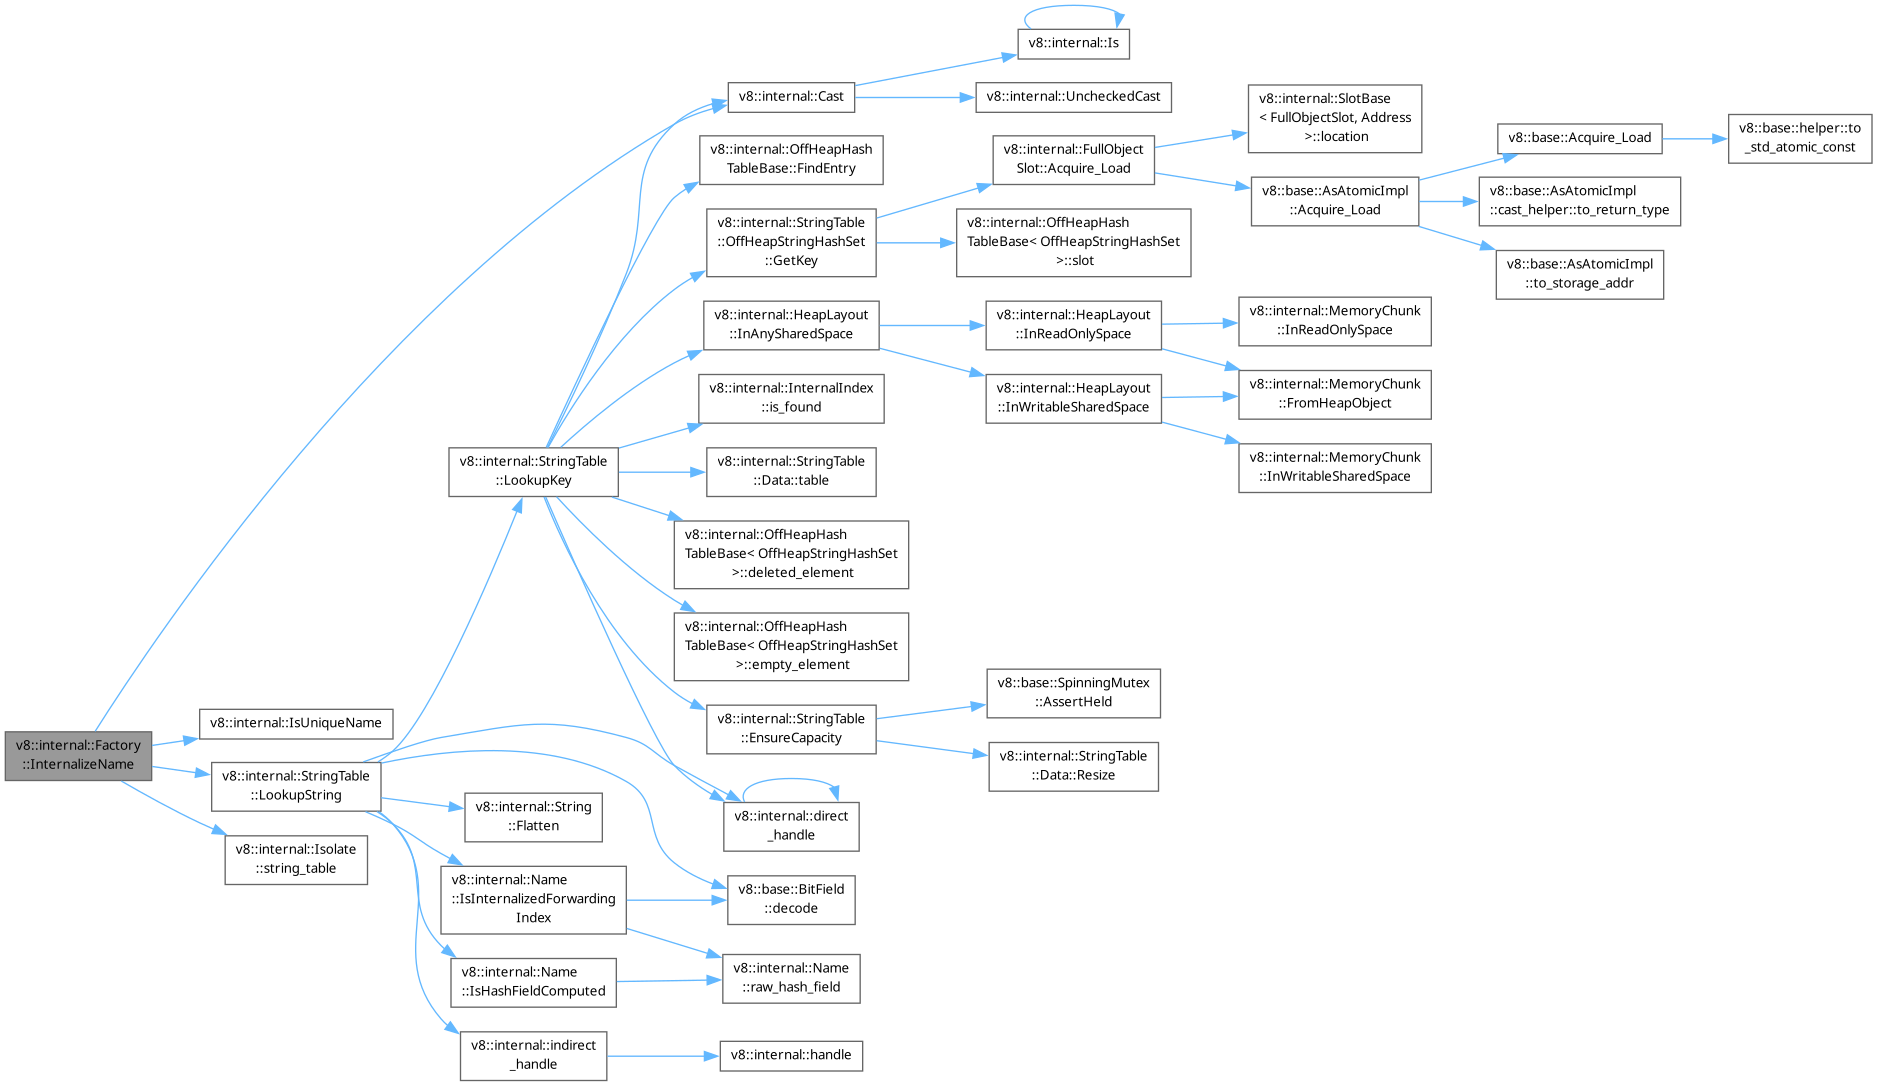 v8::internal::Factory
::InternalizeName
v8::internal::Cast
v8::internal::Is
v8::internal::UncheckedCast
v8::internal::IsUniqueName
v8::internal::StringTable
::LookupString
v8::internal::StringTable
::LookupKey
v8::internal::OffHeapHash
TableBase::FindEntry
v8::internal::StringTable
::OffHeapStringHashSet
::GetKey
v8::internal::FullObject
Slot::Acquire_Load
v8::internal::SlotBase
< FullObjectSlot, Address
>::location
v8::base::AsAtomicImpl
::Acquire_Load
v8::base::Acquire_Load
v8::base::helper::to
_std_atomic_const
v8::base::AsAtomicImpl
::cast_helper::to_return_type
v8::base::AsAtomicImpl
::to_storage_addr
v8::internal::OffHeapHash
TableBase< OffHeapStringHashSet
>::slot
v8::internal::HeapLayout
::InAnySharedSpace
v8::internal::HeapLayout
::InReadOnlySpace
v8::internal::MemoryChunk
::InReadOnlySpace
v8::internal::MemoryChunk
::FromHeapObject
v8::internal::HeapLayout
::InWritableSharedSpace
v8::internal::MemoryChunk
::InWritableSharedSpace
v8::internal::InternalIndex
::is_found
v8::internal::StringTable
::Data::table
v8::internal::OffHeapHash
TableBase< OffHeapStringHashSet
>::deleted_element
v8::internal::OffHeapHash
TableBase< OffHeapStringHashSet
>::empty_element
v8::internal::StringTable
::EnsureCapacity
v8::base::SpinningMutex
::AssertHeld
v8::internal::StringTable
::Data::Resize
v8::internal::direct
_handle
v8::internal::String
::Flatten
v8::internal::Name
::IsInternalizedForwarding
Index
v8::base::BitField
::decode
v8::internal::Name
::raw_hash_field
v8::internal::Name
::IsHashFieldComputed
v8::internal::indirect
_handle
v8::internal::handle
v8::internal::Isolate
::string_table